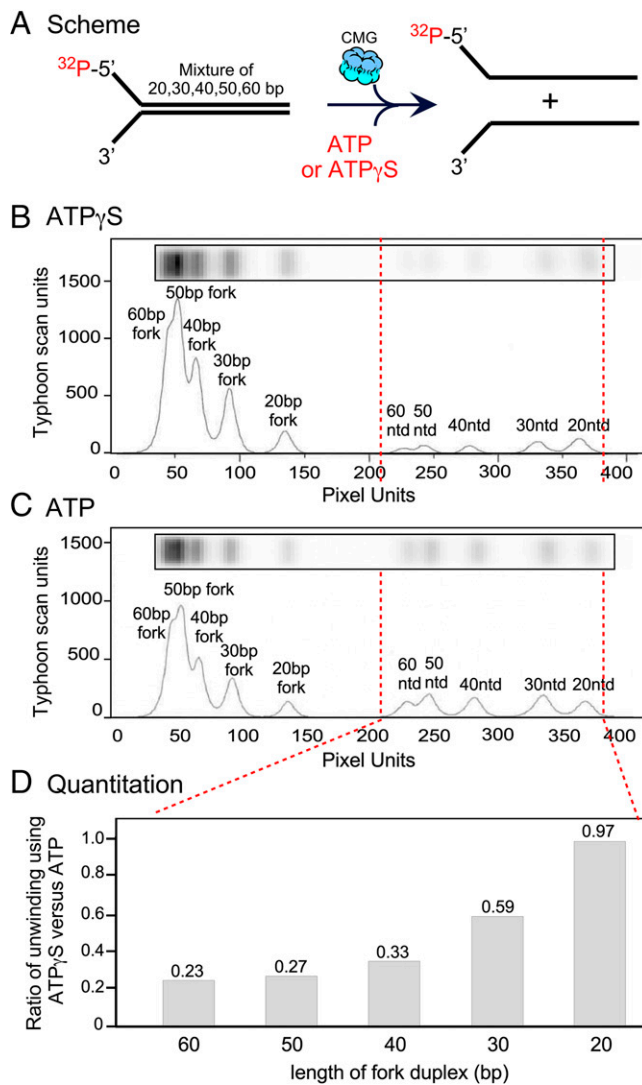 A Scheme
32P-5'
Mixture of
20,30,40,50,60 bp
3'
CMG
ATP
or ATPγS
32P-5'
+
3'
B ATPγS
Typhoon scan units
1500
1000
500
0
60bp
fork
50bp fork
40bp
fork
30bp
fork
20bp
fork
60
ntd
50
ntd
40ntd
30ntd
20ntd
0 50 100 150 200 250 300 350 400
Pixel Units
C ATP
Typhoon scan units
1500
1000
500
0
60bp
fork
50bp fork
40bp
fork
30bp
fork
20bp
fork
60
ntd
50
ntd
40ntd
30ntd
20ntd
0 50 100 150 200 250 300 350 400
Pixel Units
D Quantitation
Ratio of unwinding using
ATPγS versus ATP
1.0
0.8
0.6
0.4
0.2
0
0.23
0.27
0.33
0.59
0.97
60 50 40 30 20
length of fork duplex (bp)